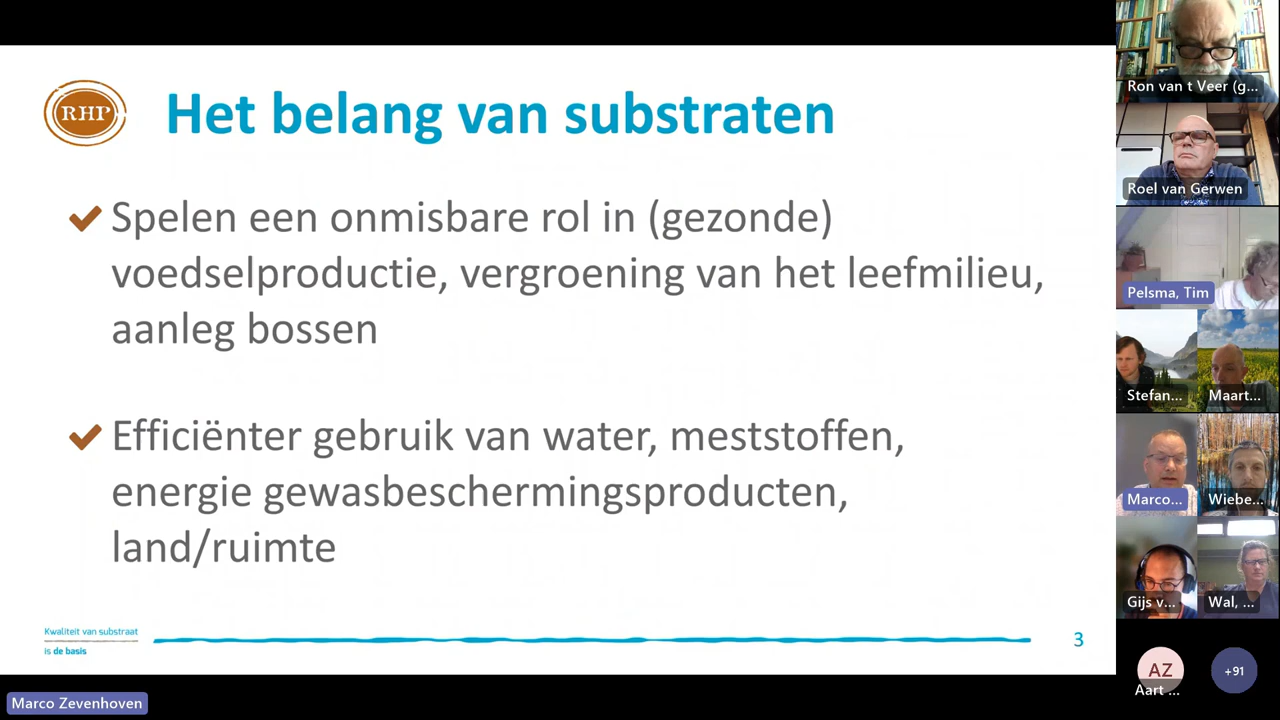 RHP
Het belang van substraten
Spelen een onmisbare rol in (gezonde)
voedselproductie, vergroening van het leefmilieu,
aanleg bossen
Efficiënter gebruik van water, meststoffen,
energie gewasbeschermingsproducten,
land/ruimte
Kwaliteit van substraat
is de basis
3
Marco Zevenhoven
Ron van t Veer (g...
Roel van Gerwen
Pelsma, Tim
Stefan...
Maart...
Marco...
Wiebe...
Gijs v...
Wal, ...
AZ
Aart ...
+91